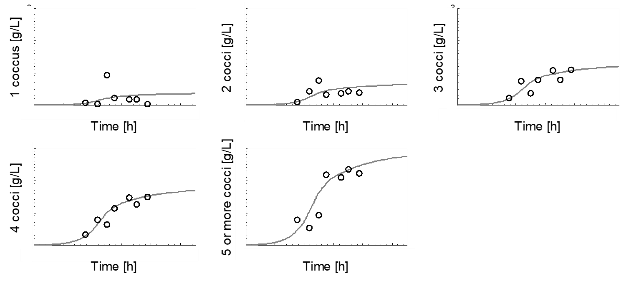 1 coccus [g/L]
Time [h]
2 cocci [g/L]
Time [h]
3 cocci [g/L]
Time [h]
4 cocci [g/L]
Time [h]
5 or more cocci [g/L]
Time [h]